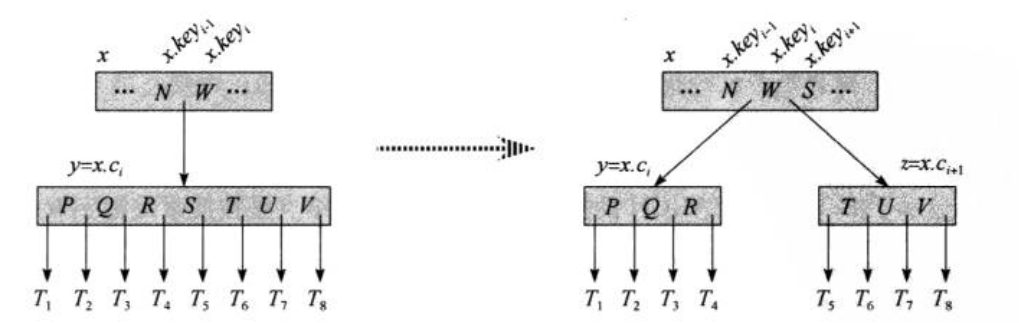 x x.key_{i-1} x.key_i
... N W ...
y=x.c_i
P Q R S T U V
T_1 T_2 T_3 T_4 T_5 T_6 T_7 T_8
x x.key_{i-1} x.key_i x.key_{i+1}
... N W S ...
y=x.c_i z=x.c_{i+1}
P Q R T U V
T_1 T_2 T_3 T_4 T_5 T_6 T_7 T_8